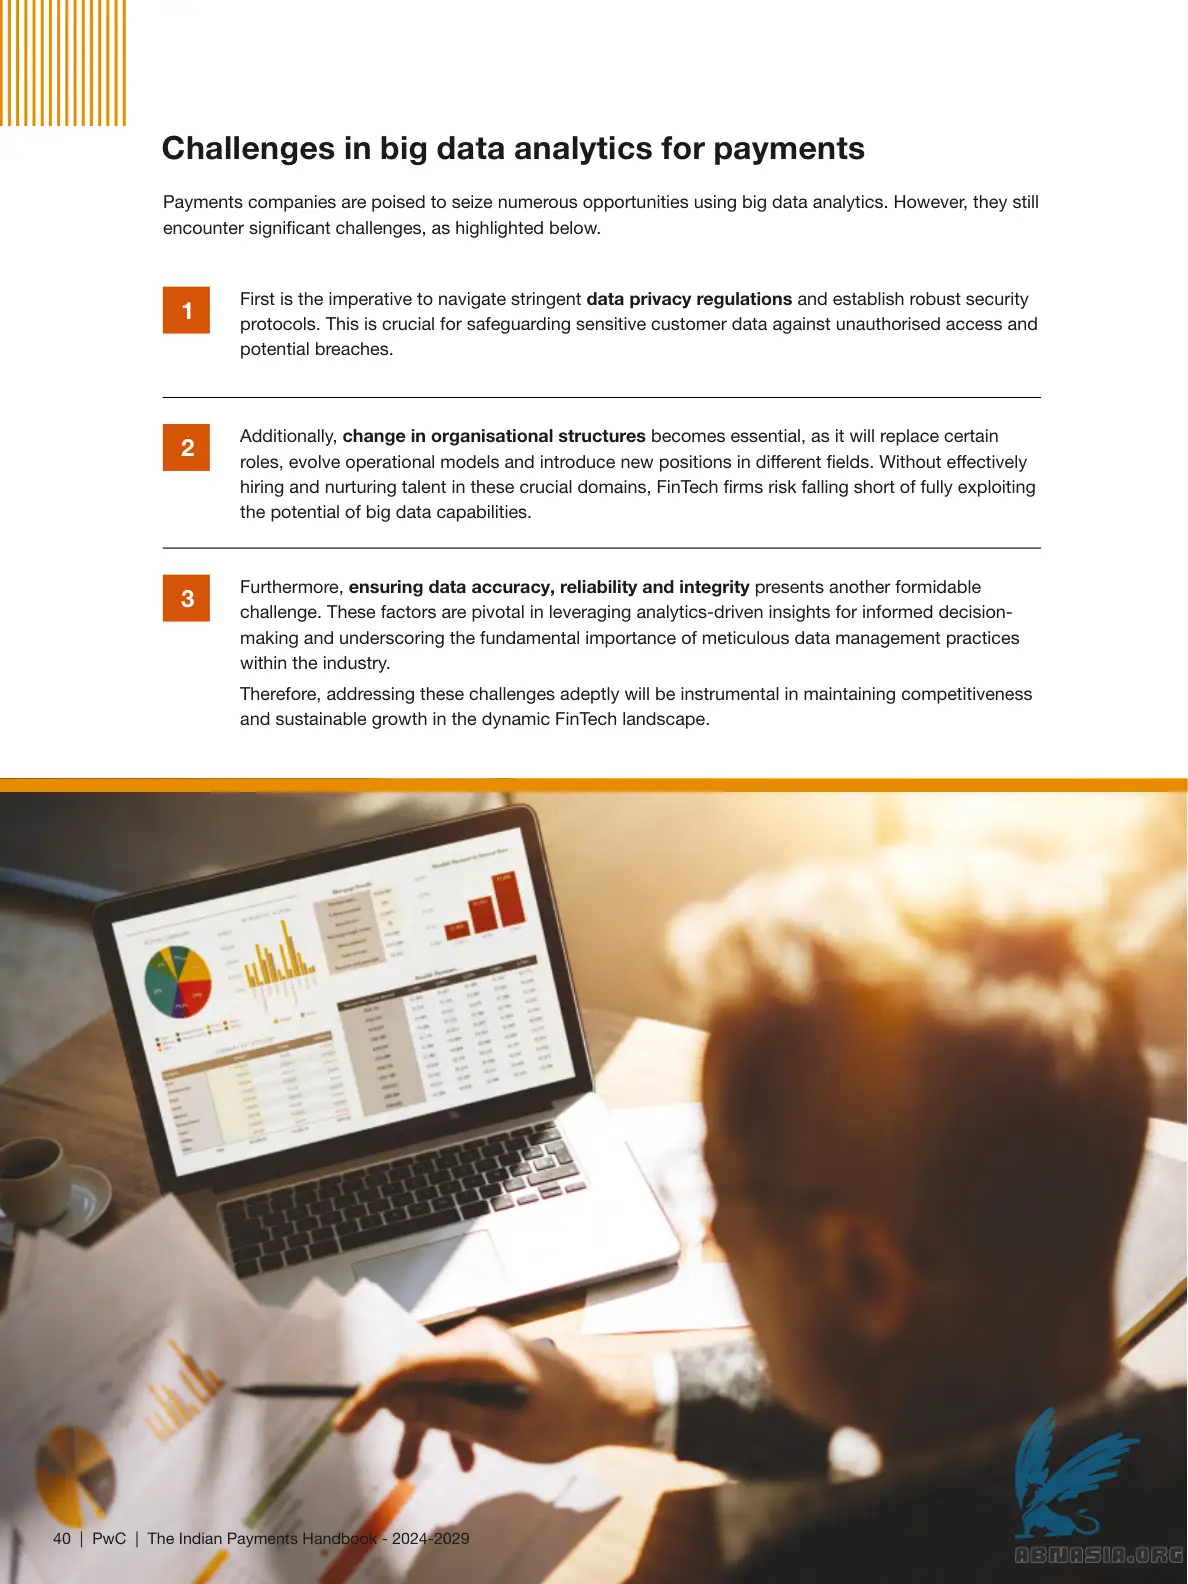 Challenges in big data analytics for payments
Payments companies are poised to seize numerous opportunities using big data analytics. However, they still
encounter significant challenges, as highlighted below.
1
First is the imperative to navigate stringent data privacy regulations and establish robust security
protocols. This is crucial for safeguarding sensitive customer data against unauthorised access and
potential breaches.
2
Additionally, change in organisational structures becomes essential, as it will replace certain
roles, evolve operational models and introduce new positions in different fields. Without effectively
hiring and nurturing talent in these crucial domains, FinTech firms risk falling short of fully exploiting
the potential of big data capabilities.
3
Furthermore, ensuring data accuracy, reliability and integrity presents another formidable
challenge. These factors are pivotal in leveraging analytics-driven insights for informed decision-
making and underscoring the fundamental importance of meticulous data management practices
within the industry.
Therefore, addressing these challenges adeptly will be instrumental in maintaining competitiveness
and sustainable growth in the dynamic FinTech landscape.
40 | PwC | The Indian Payments Handbook - 2024-2029
ABNASIA.ORG